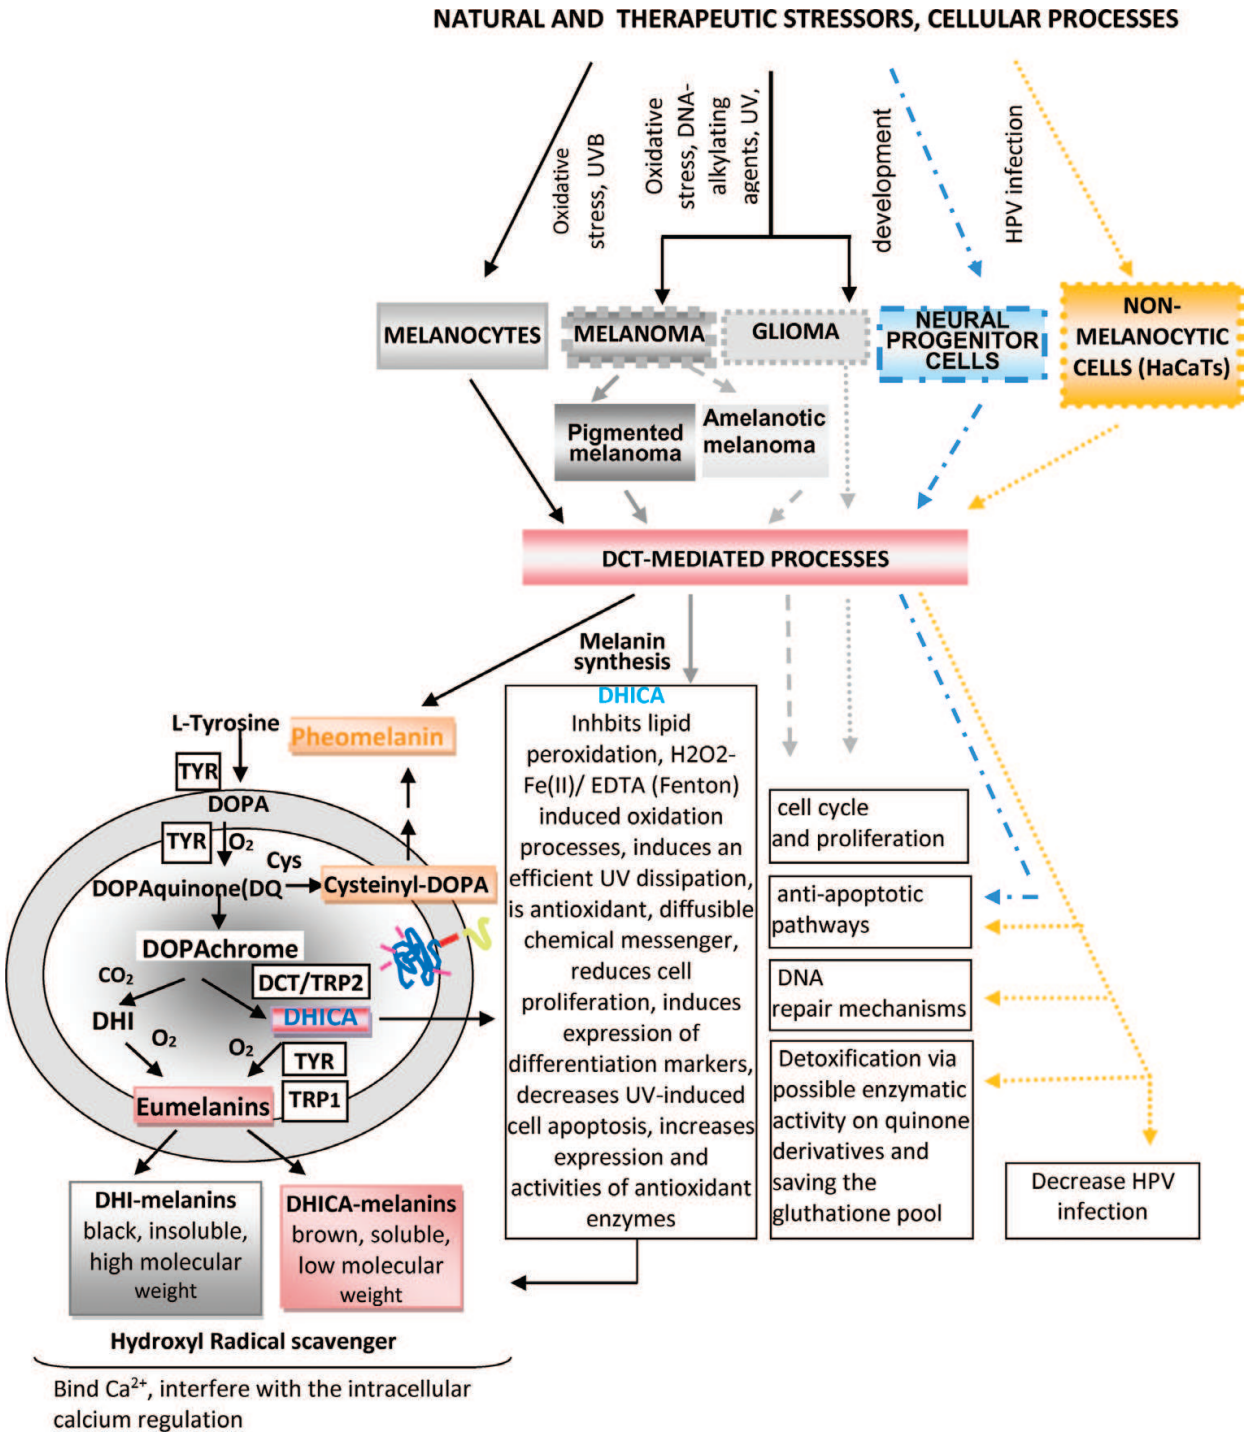 NATURAL AND THERAPEUTIC STRESSORS, CELLULAR PROCESSES
Oxidative
stress, UVB
Oxidative
stress, DNA-
alkylating
agents, UV,
development
HPV infection
MELANOCYTES
MELANOMA
GLIOMA
NEURAL
PROGENITOR
CELLS
NON-
MELANOCYTIC
CELLS (HaCaTs)
Pigmented
melanoma
Amelanotic
melanoma
DCT-MEDIATED PROCESSES
Melanin
synthesis
L-Tyrosine
Pheomelanin
TYR
DOPA
TYR
O2
Cys
DOPAquinone(DQ
Cysteinyl-DOPA
DOPAchrome
CO2
DCT/TRP2
DHI
DHICA
O2
O2
TYR
TRP1
Eumelanins
DHI-melanins
black, insoluble,
high molecular
weight
DHICA-melanins
brown, soluble,
low molecular
weight
Hydroxyl Radical scavenger
Bind Ca2+, interfere with the intracellular
calcium regulation
DHICA
Inhbits lipid
peroxidation, H2O2-
Fe(II)/ EDTA (Fenton)
induced oxidation
processes, induces an
efficient UV dissipation,
is antioxidant, diffusible
chemical messenger,
reduces cell
proliferation, induces
expression of
differentiation markers,
decreases UV-induced
cell apoptosis, increases
expression and
activities of antioxidant
enzymes
cell cycle
and proliferation
anti-apoptotic
pathways
DNA
repair mechanisms
Detoxification via
possible enzymatic
activity on quinone
derivatives and
saving the
gluthatione pool
Decrease HPV
infection